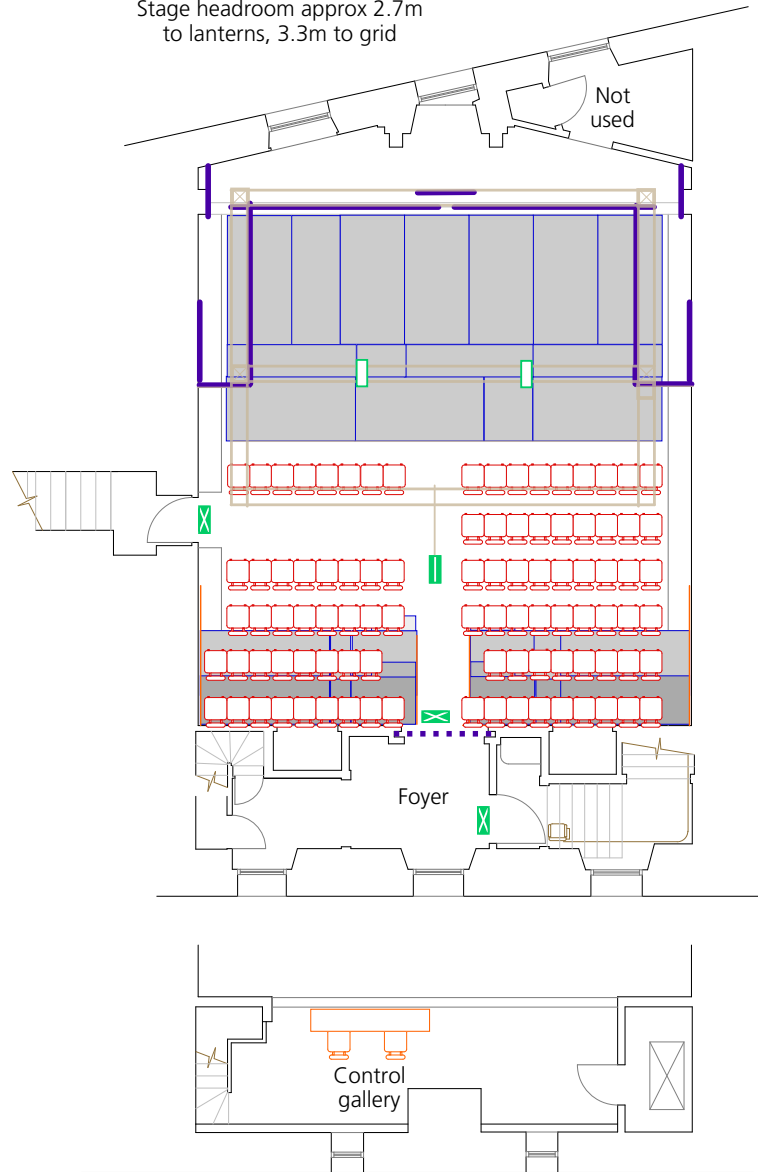 Stage headroom approx 2.7m
to lanterns, 3.3m to grid
Not
used
Foyer
Control
gallery